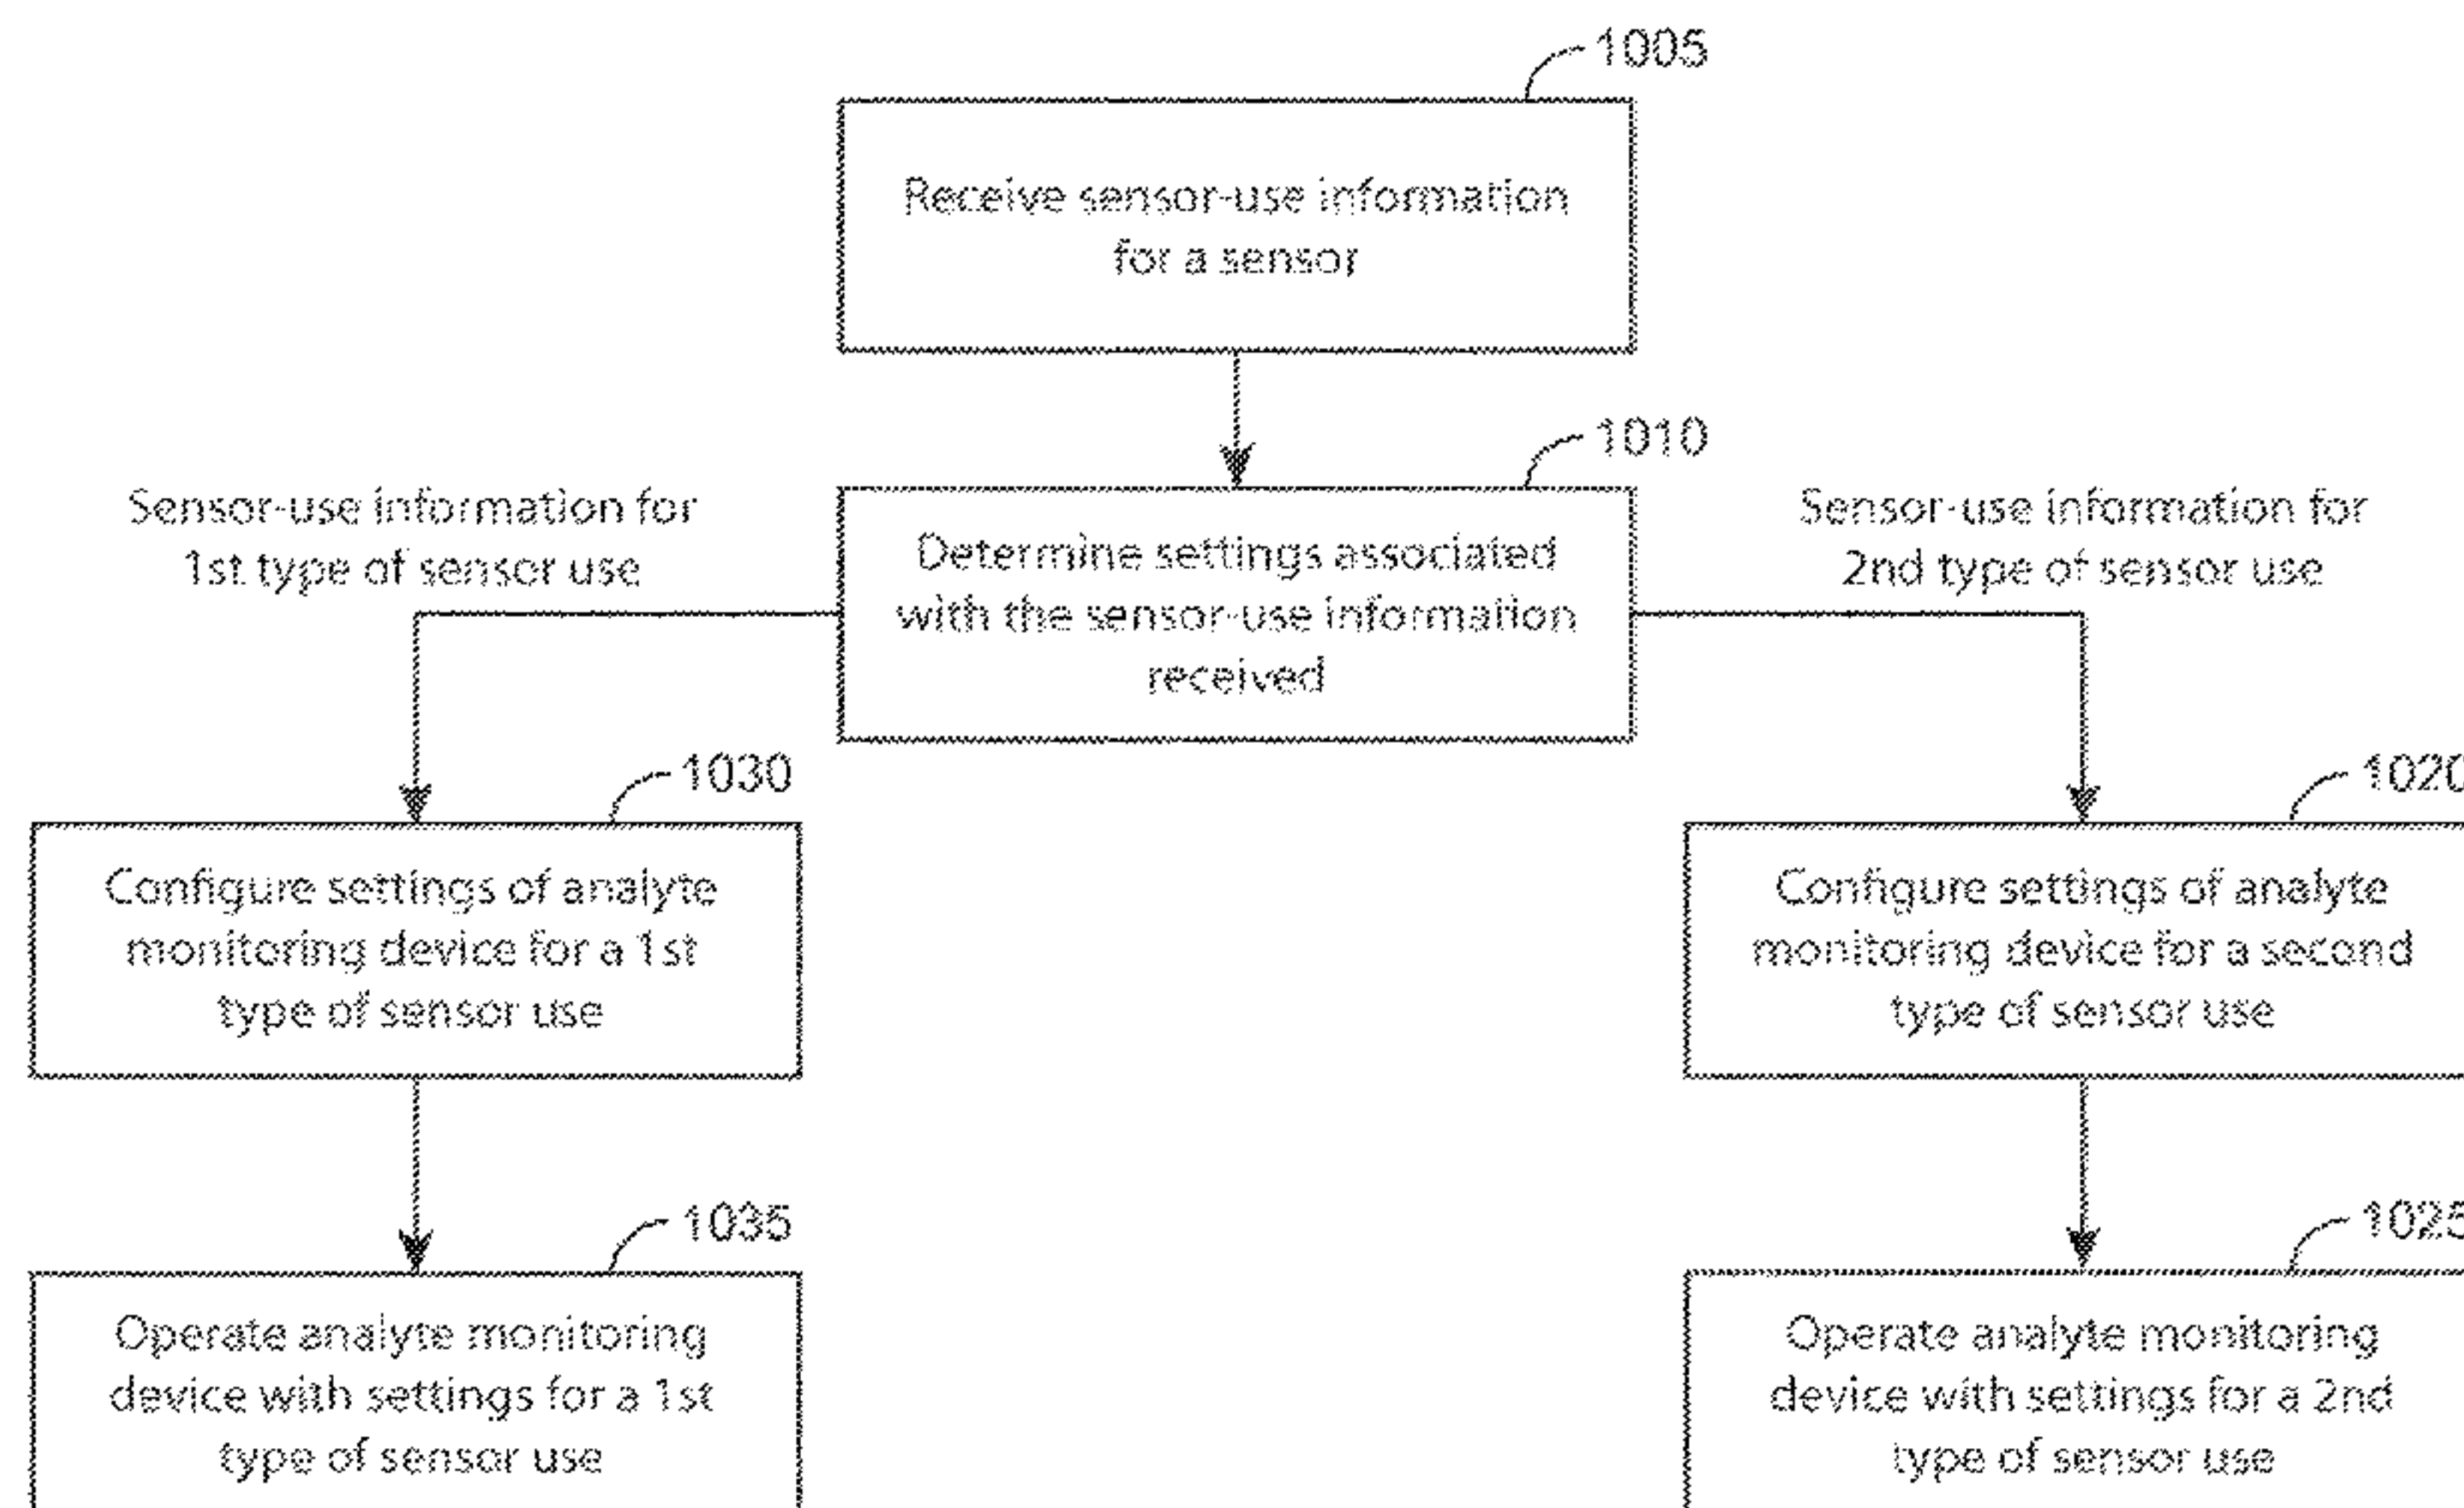 1005
Receive sensor-use information
for a sensor
1010
Sensor-use information for
1st type of sensor use
Determine settings associated
with the sensor-use information
received
Sensor-use information for
2nd type of sensor use
1030
Configure settings of analyte
monitoring device for a 1st
type of sensor use
1020
Configure settings of analyte
monitoring device for a second
type of sensor use
1035
Operate analyte monitoring
device with settings for a 1st
type of sensor use
1025
Operate analyte monitoring
device with settings for a 2nd
type of sensor use